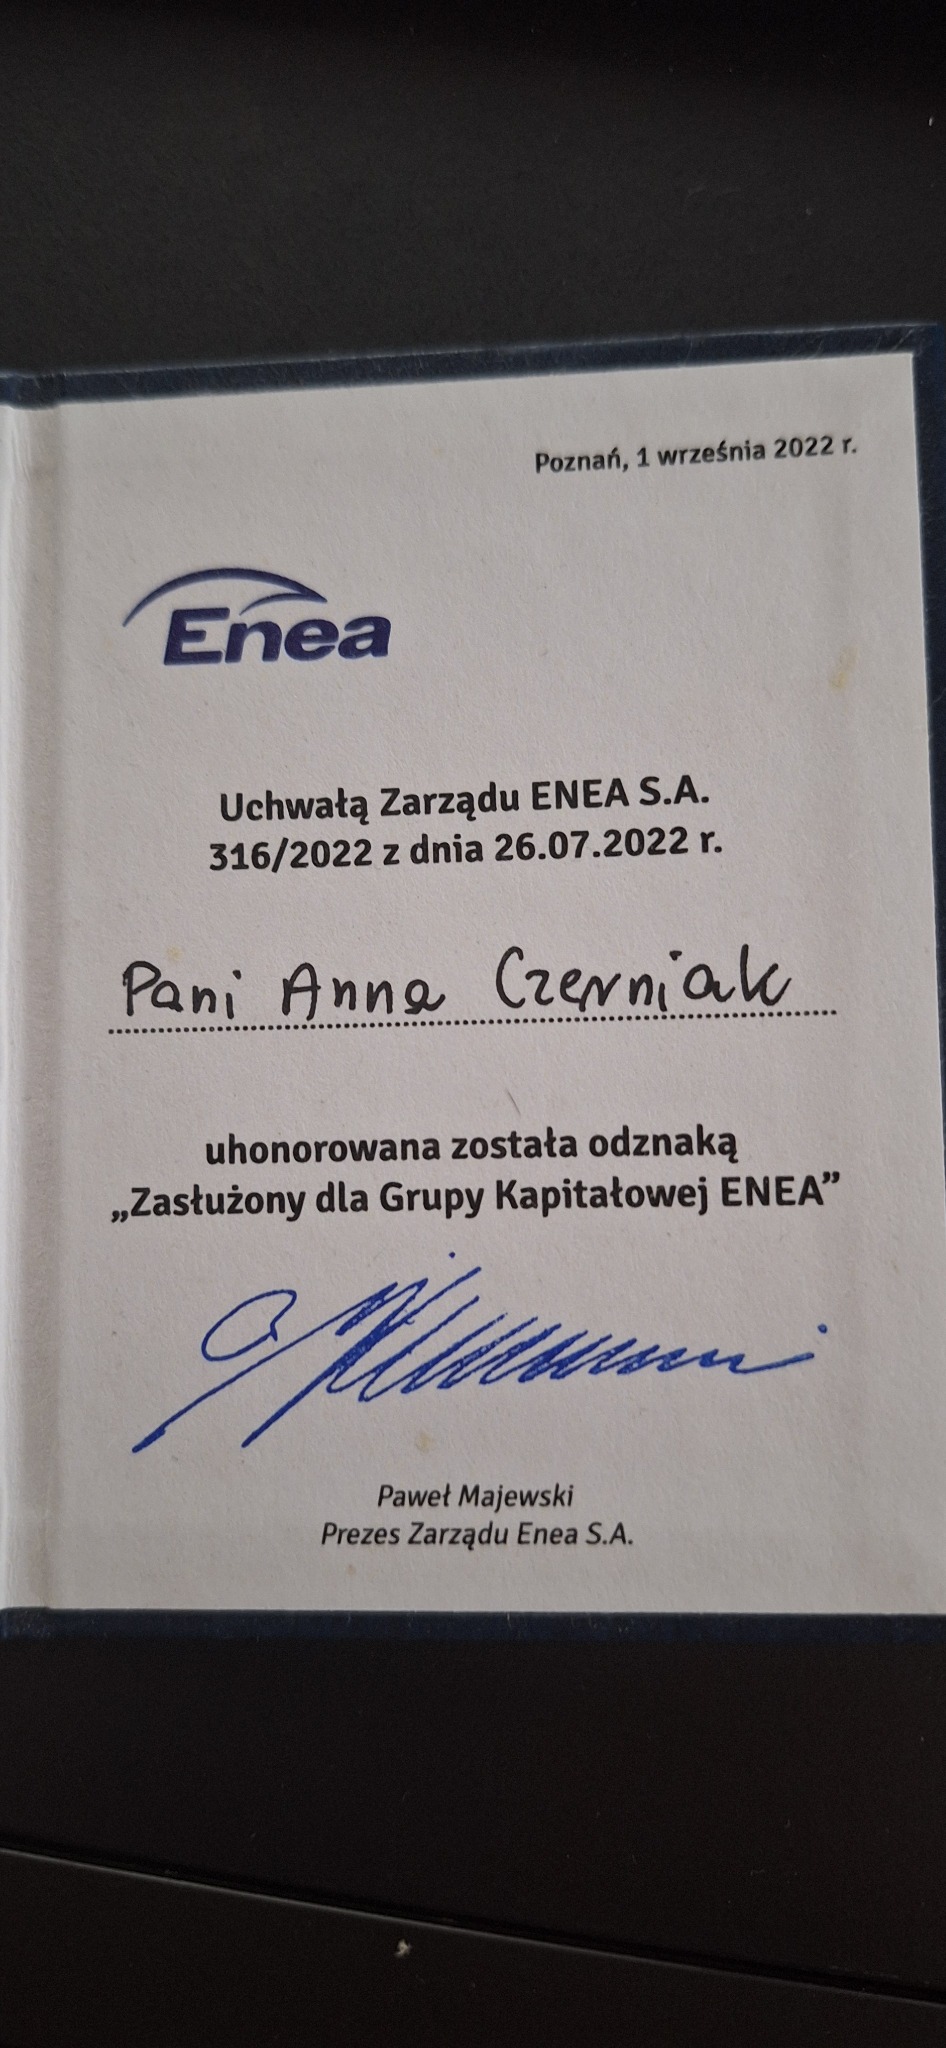 Poznań, 1 września 2022 r.
Enea
Uchwałą Zarządu ENEA S.A.
316/2022 z dnia 26.07.2022 r.
Pani Anna Czerniak
uhonorowana została odznaką
„Zasłużony dla Grupy Kapitałowej ENEA”
Paweł Majewski
Prezes Zarządu Enea S.A.